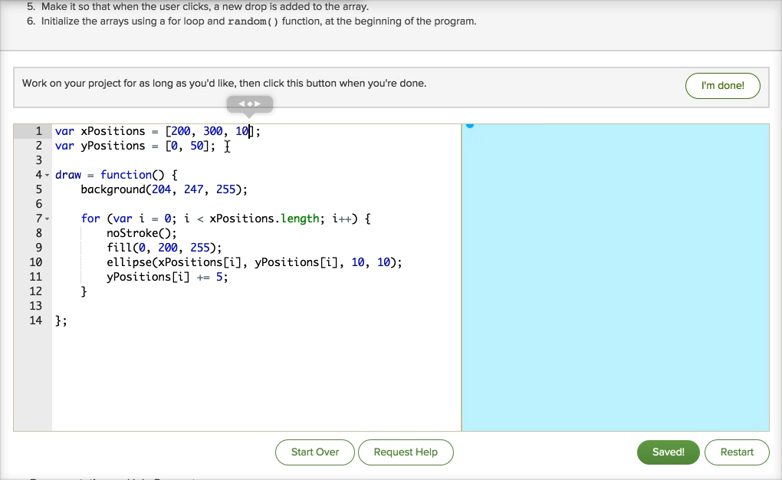 5. Make it so that when the user clicks, a new drop is added to the array.
6. Initialize the arrays using a for loop and random() function, at the beginning of the program.
Work on your project for as long as you'd like, then click this button when you're done.
I'm done!
1 var xPositions = [200, 300, 10];
2 var yPositions = [0, 50];
3
4 draw = function() {
5 background(204, 247, 255);
6
7 for (var i = 0; i < xPositions.length; i++) {
8 noStroke();
9 fill(0, 200, 255);
10 ellipse(xPositions[i], yPositions[i], 10, 10);
11 yPositions[i] += 5;
12 }
13
14 };
Start Over
Request Help
Saved!
Restart